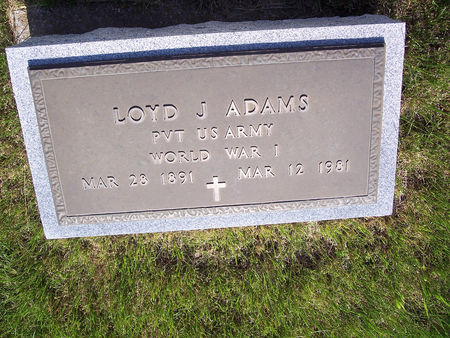 LOYD J ADAMS
PVT US ARMY
WORLD WAR I
MAR 28 1891 MAR 12 1981